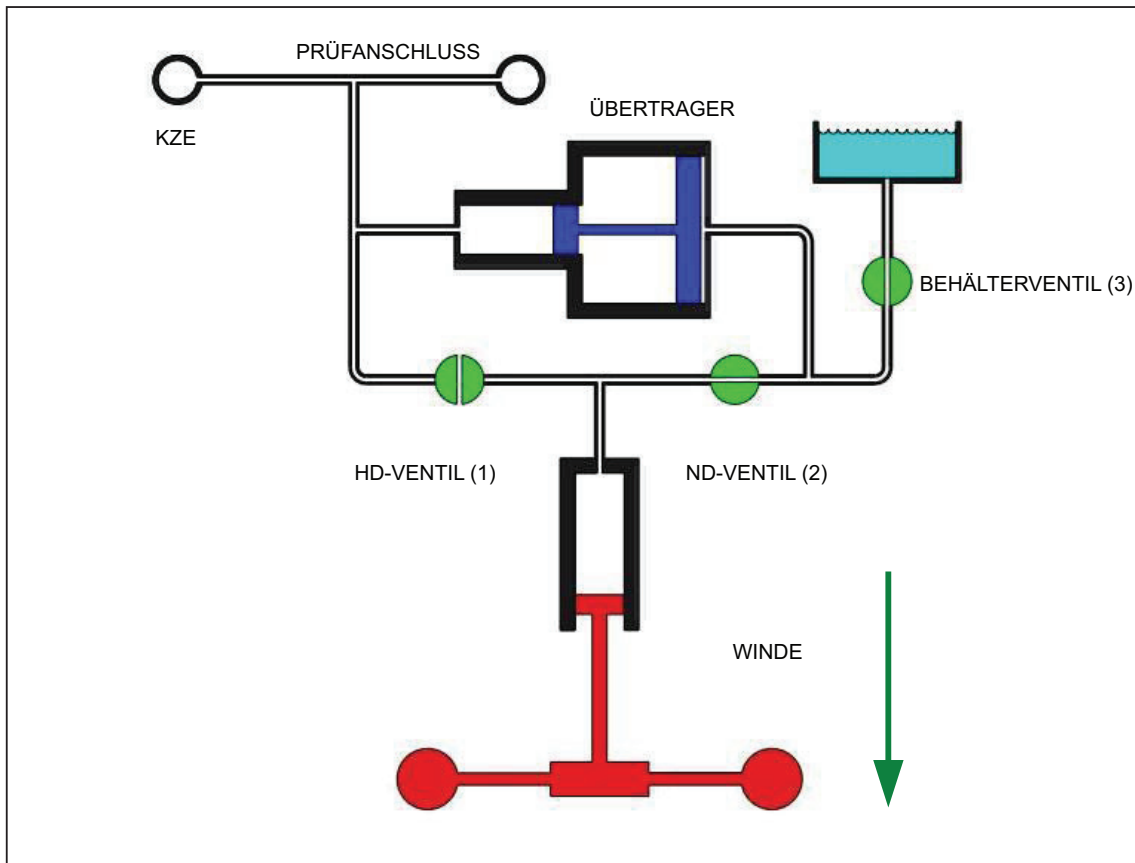 PRÜFANSCHLUSS
KZE
ÜBERTRAGER
BEHÄLTERVENTIL (3)
HD-VENTIL (1)
ND-VENTIL (2)
WINDE